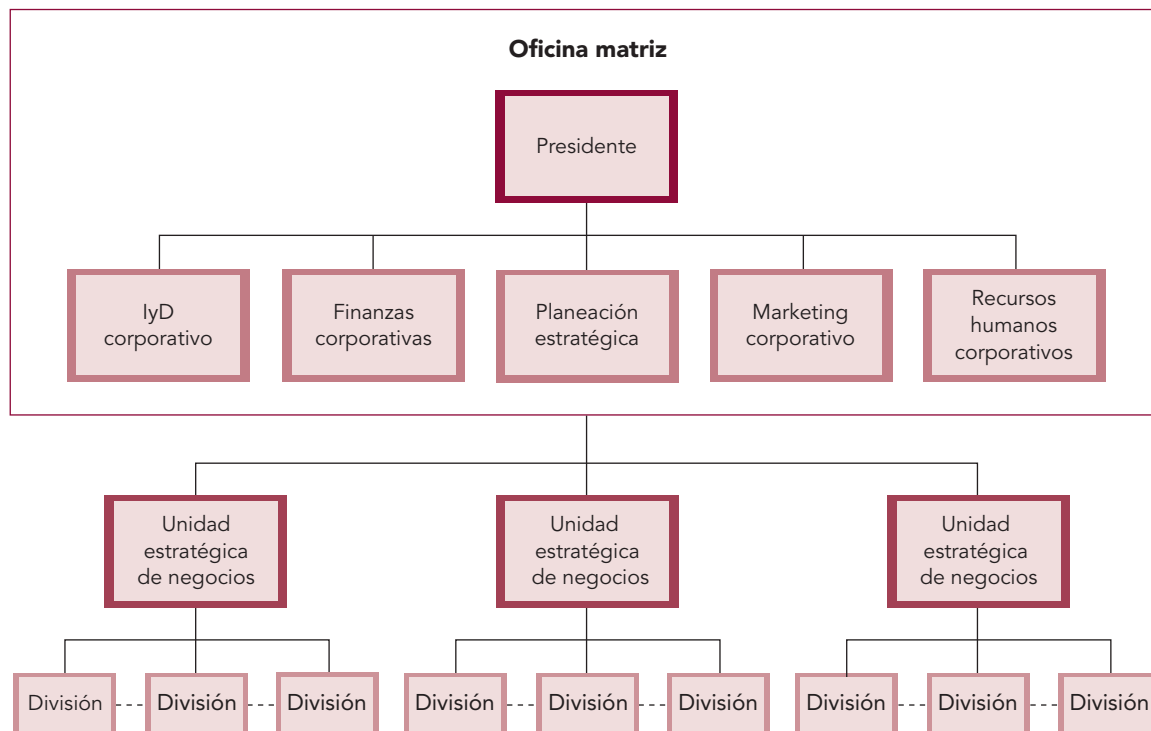 Oficina matriz
Presidente
IyD
corporativo
Finanzas
corporativas
Planeación
estratégica
Marketing
corporativo
Recursos
humanos
corporativos
Unidad
estratégica
de negocios
Unidad
estratégica
de negocios
Unidad
estratégica
de negocios
División
División
División
División
División
División
División
División
División